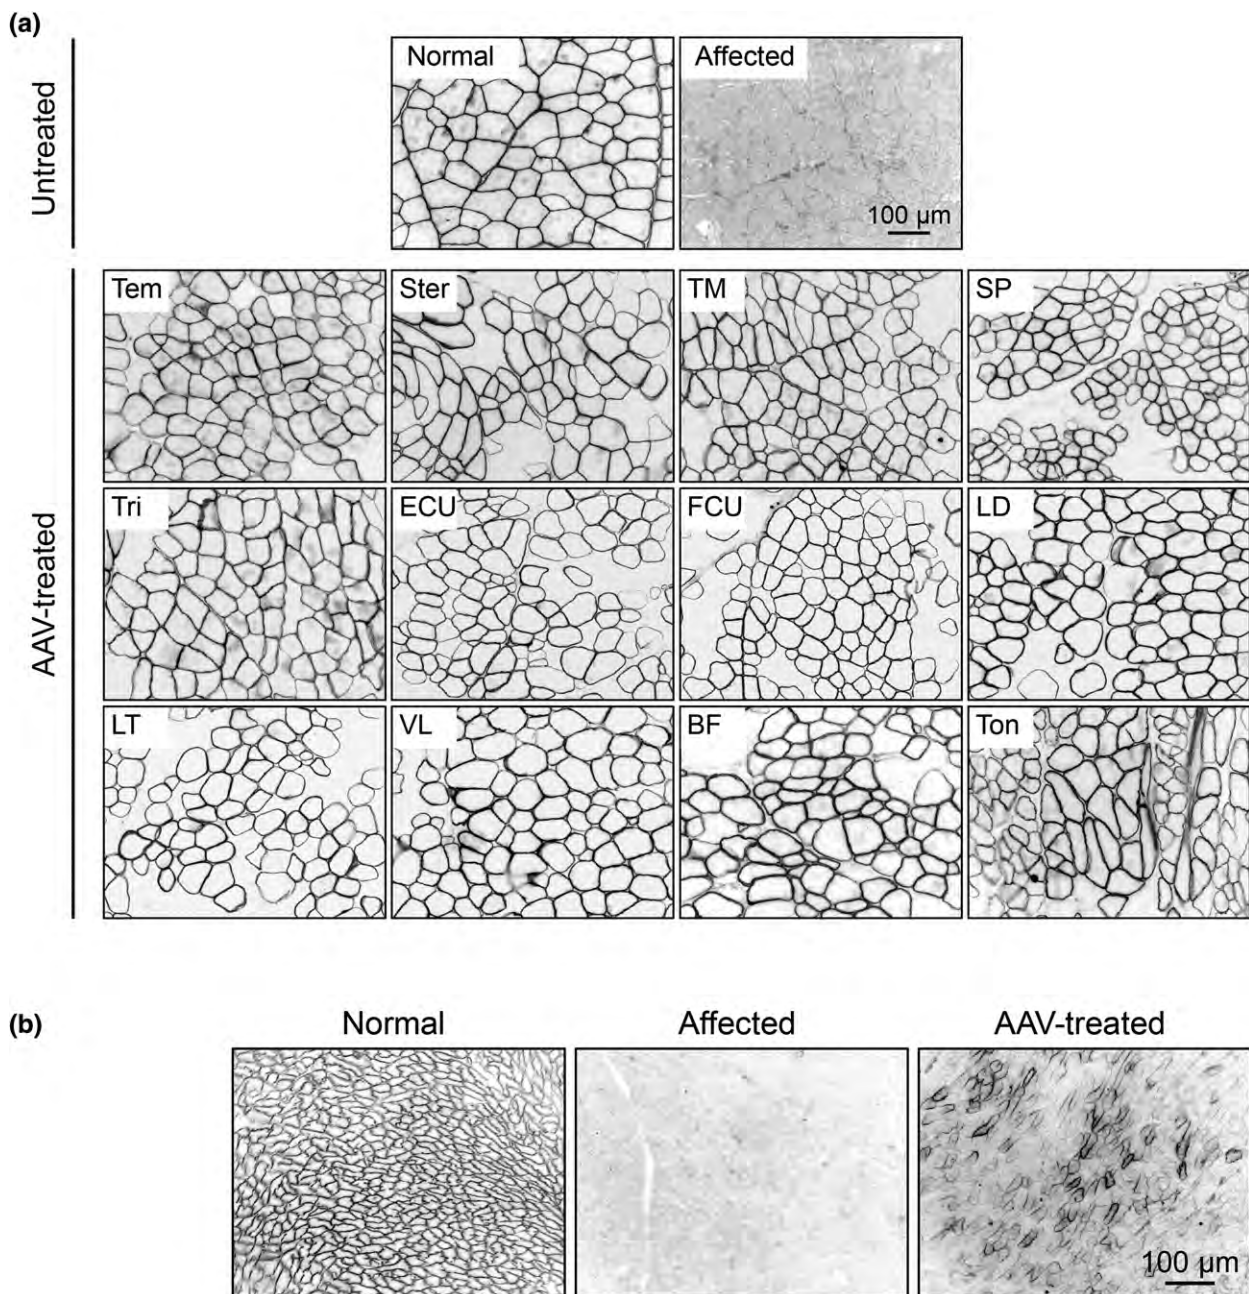 (a)
Untreated
Normal
Affected
100 µm
AAV-treated
Tem
Ster
TM
SP
Tri
ECU
FCU
LD
LT
VL
BF
Ton
(b)
Normal
Affected
AAV-treated
100 µm